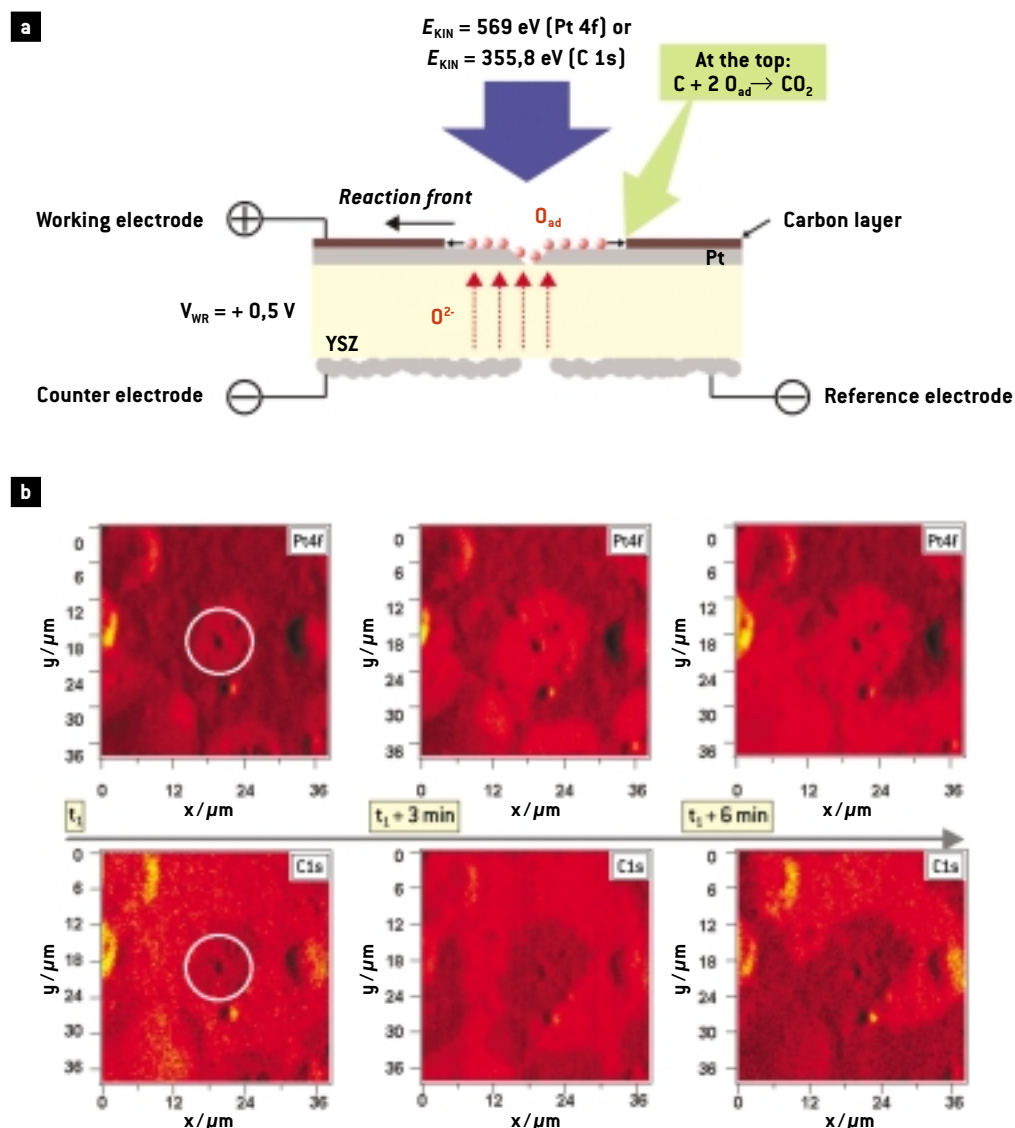 a
E_KIN = 569 eV (Pt 4f) or
E_KIN = 355,8 eV (C 1s)
At the top:
C + 2 O_ad → CO_2
Reaction front
O_ad
Working electrode
Carbon layer
Pt
V_WR = + 0,5 V
O^2-
YSZ
Counter electrode
Reference electrode
b
Pt4f
0
6
12
18
24
30
36
y / µm
0 12 24 36
x / µm
Pt4f
0
6
12
18
24
30
36
y / µm
0 12 24 36
x / µm
Pt4f
0
6
12
18
24
30
36
y / µm
0 12 24 36
x / µm
t_1
t_1 + 3 min
t_1 + 6 min
C1s
0
6
12
18
24
30
36
y / µm
0 12 24 36
x / µm
C1s
0
6
12
18
24
30
36
y / µm
0 12 24 36
x / µm
C1s
0
6
12
18
24
30
36
y / µm
0 12 24 36
x / µm